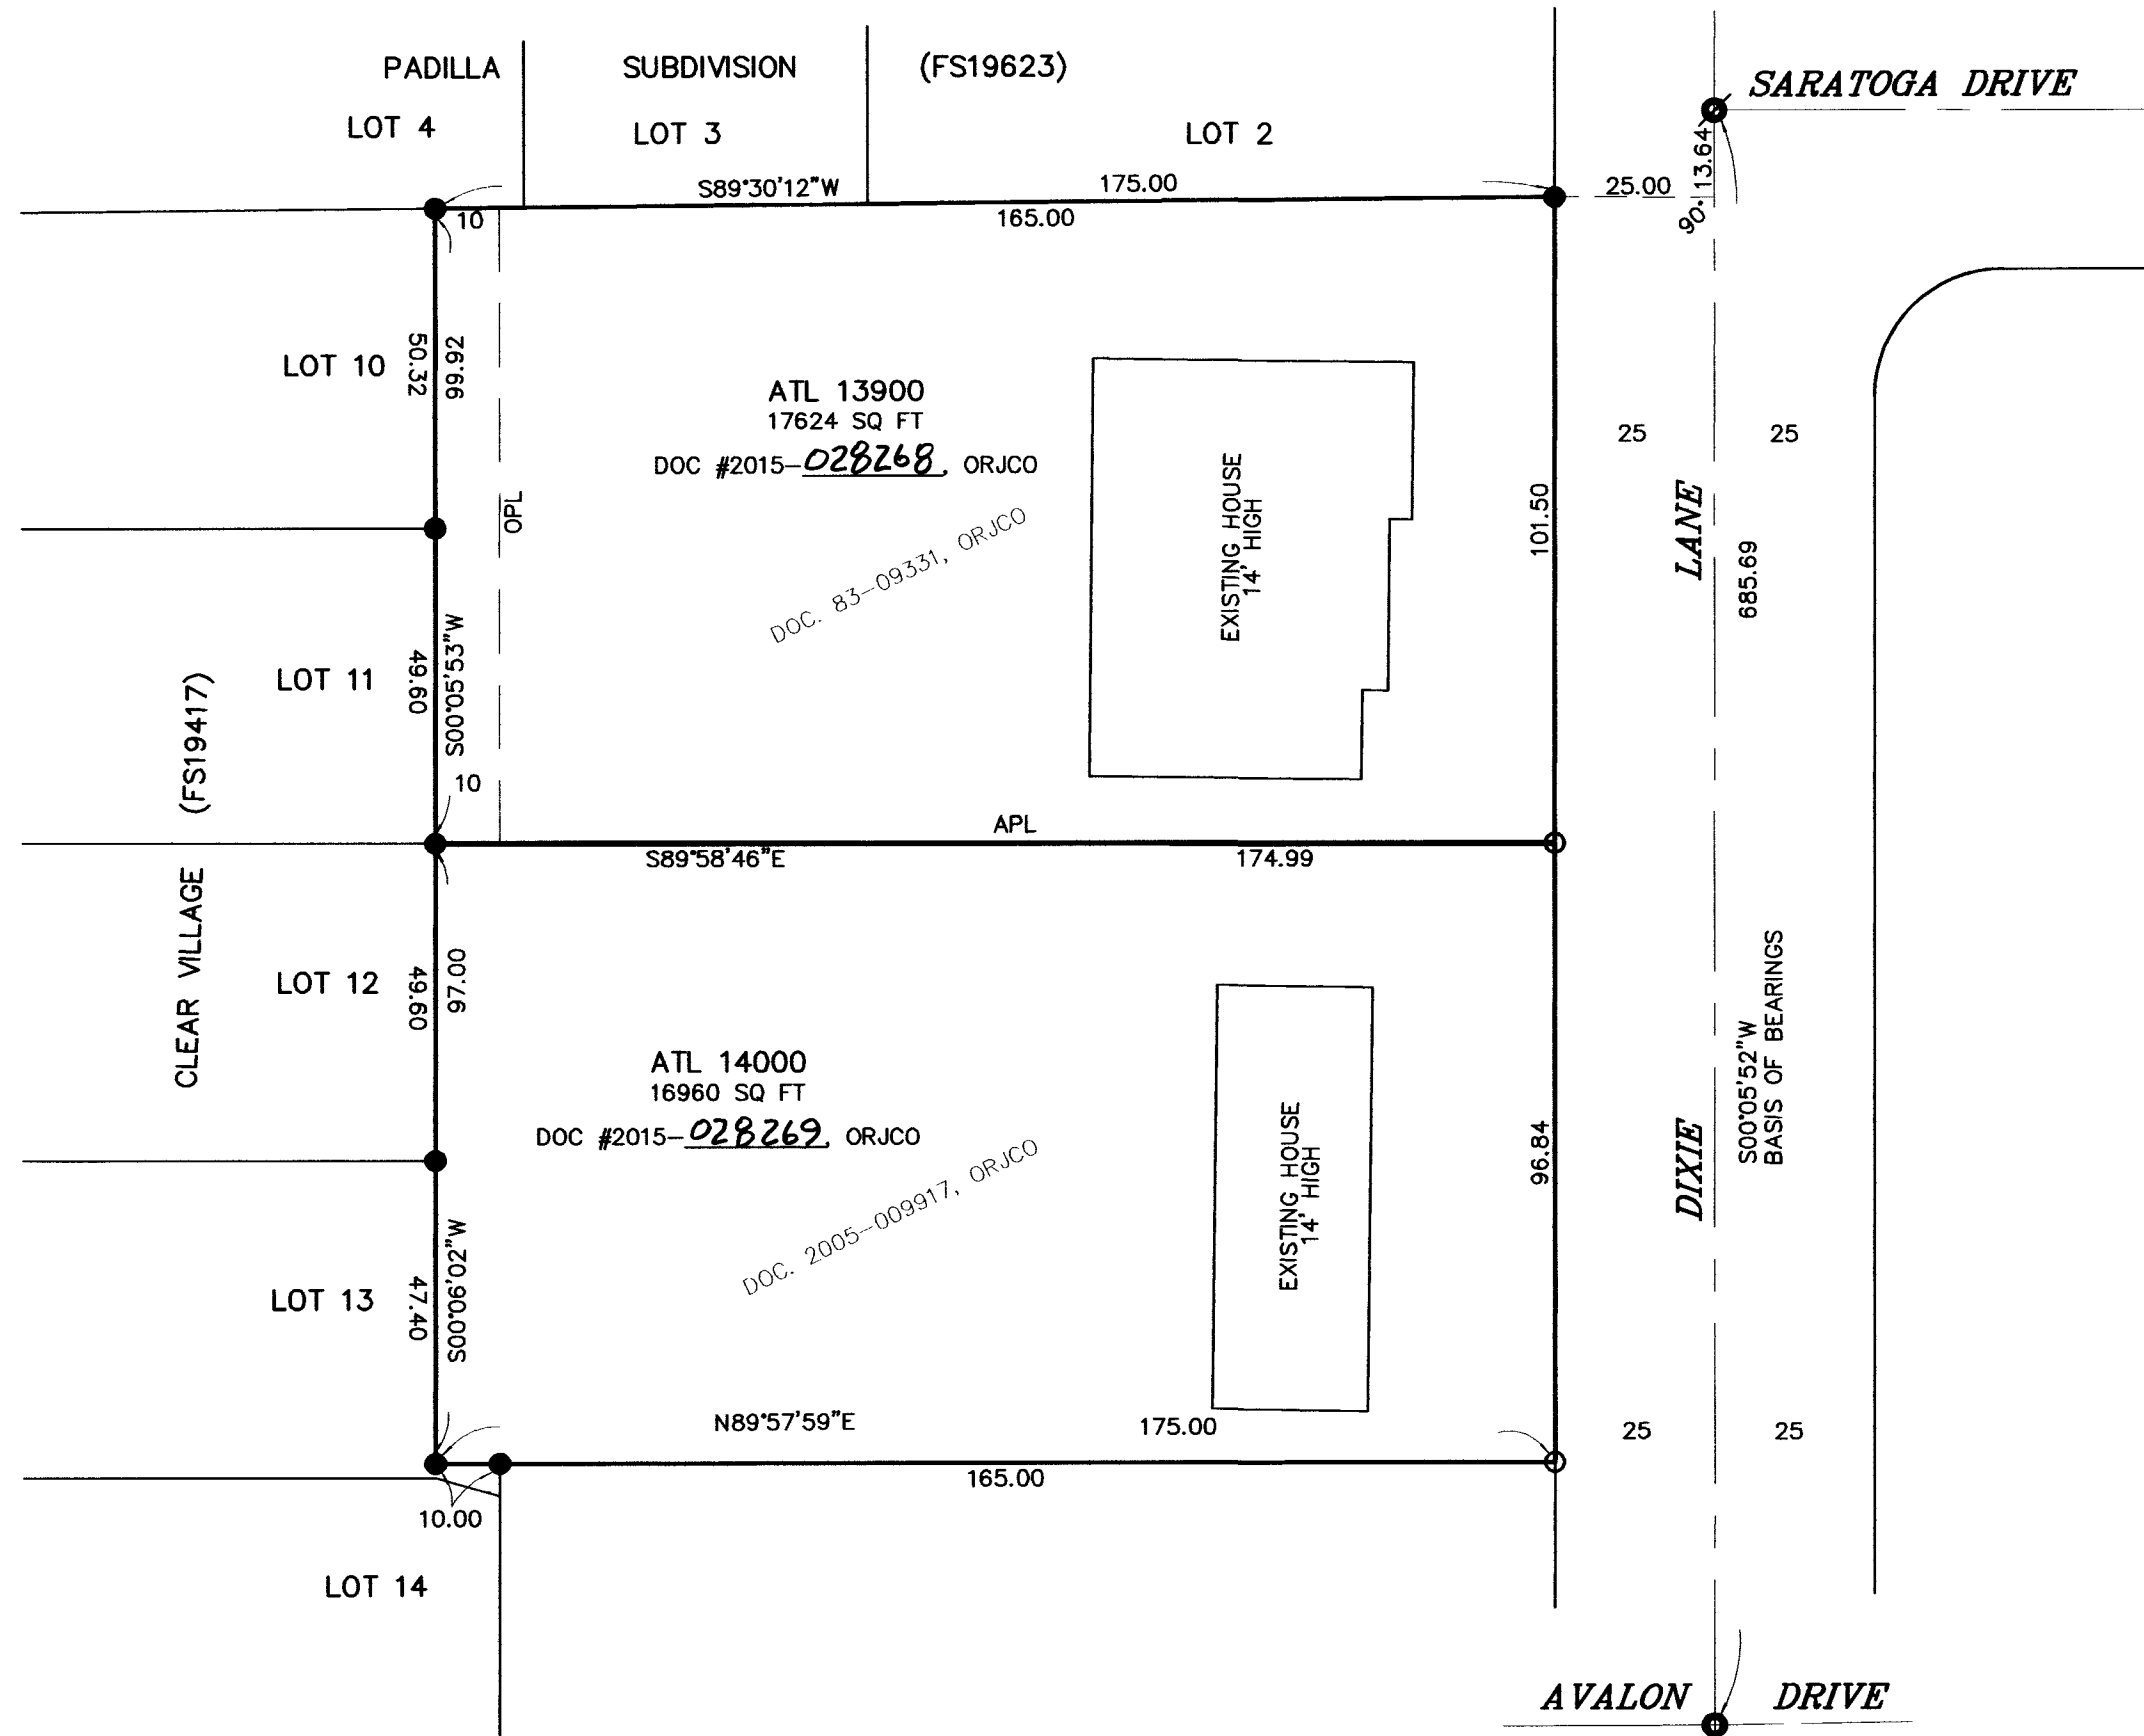 PADILLA SUBDIVISION (FS19623)
SARATOGA DRIVE
LOT 4 LOT 3 LOT 2
13.64
S89°30'12"W 175.00 25.00
10 165.00 90°
LOT 10 50.32 99.92
ATL 13900
17624 SQ FT
DOC #2015-028268, ORJCO
25 25
OPL
DOC. 83-09331, ORJCO
EXISTING HOUSE
14' HIGH
101.50
LANE
685.69
LOT 11 49.60 S00°05'53"W
CLEAR VILLAGE (FS19417)
10
APL
S89°58'46"E 174.99
LOT 12 49.60 97.00
ATL 14000
16960 SQ FT
DOC #2015-028269, ORJCO
DOC. 2005-009917, ORJCO
EXISTING HOUSE
14' HIGH
96.84
DIXIE
S00°05'52"W
BASIS OF BEARINGS
LOT 13 47.40 S00°06'02"W
N89°57'59"E 175.00
25 25
165.00
10.00
LOT 14
AVALON DRIVE